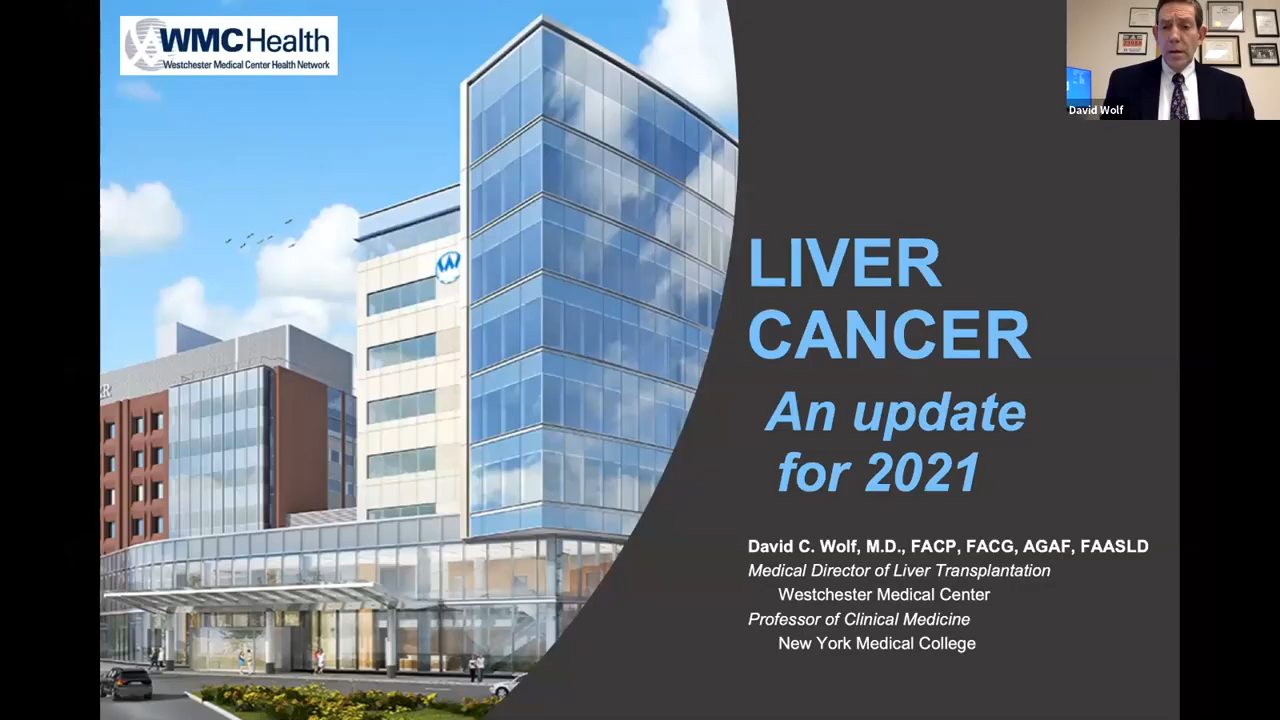 WMCHealth
Westchester Medical Center Health Network
David Wolf
LIVER
CANCER
An update
for 2021
David C. Wolf, M.D., FACP, FACG, AGAF, FAASLD
Medical Director of Liver Transplantation
Westchester Medical Center
Professor of Clinical Medicine
New York Medical College